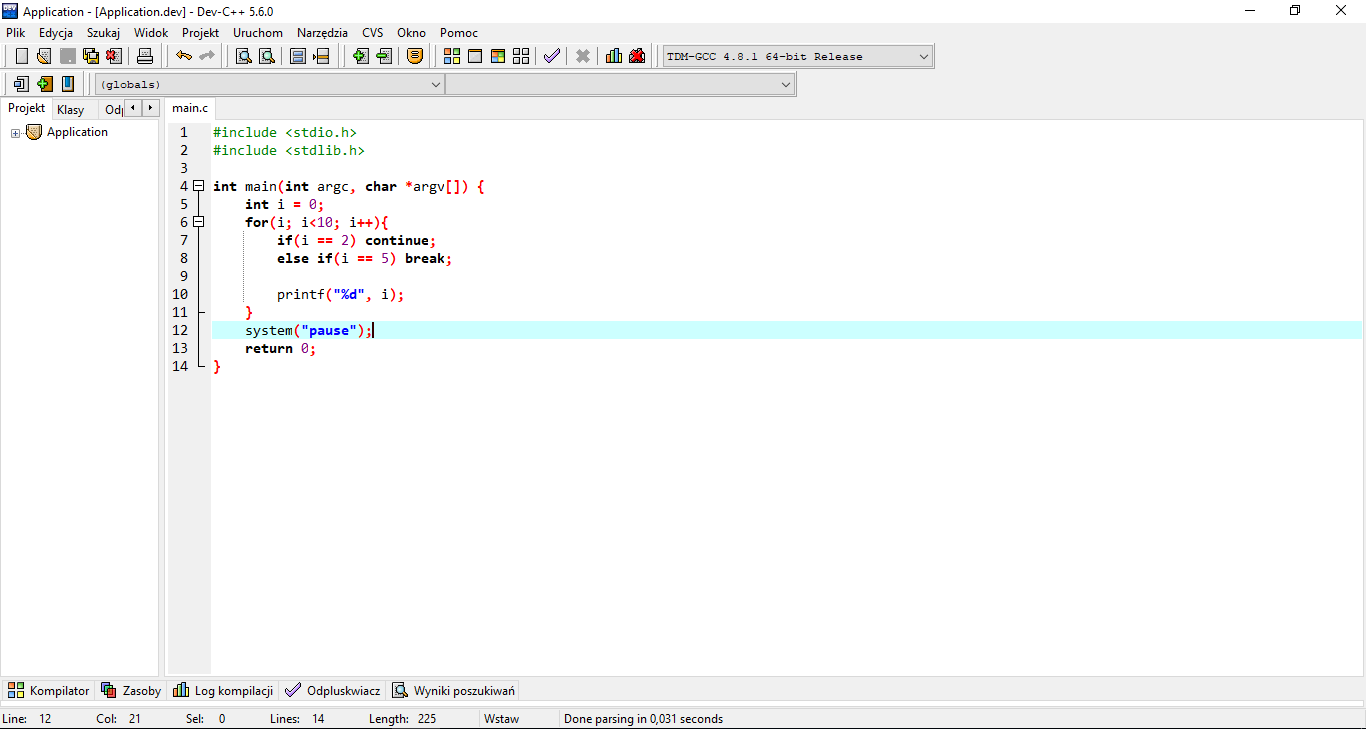 Application - [Application.dev] - Dev-C++ 5.6.0
Plik Edycja Szukaj Widok Projekt Uruchom Narzędzia CVS Okno Pomoc
TDM-GCC 4.8.1 64-bit Release
(globals)
Projekt Klasy Odp main.c
Application
1 #include <stdio.h>
2 #include <stdlib.h>
3
4 int main(int argc, char *argv[]) {
5 int i = 0;
6 for(i; i<10; i++){
7 if(i == 2) continue;
8 else if(i == 5) break;
9
10 printf("%d", i);
11 }
12 system("pause");
13 return 0;
14 }
Kompilator Zasoby Log kompilacji Odpluskwiacz Wyniki poszukiwań
Line: 12 Col: 21 Sel: 0 Lines: 14 Length: 225 Wstaw Done parsing in 0,031 seconds